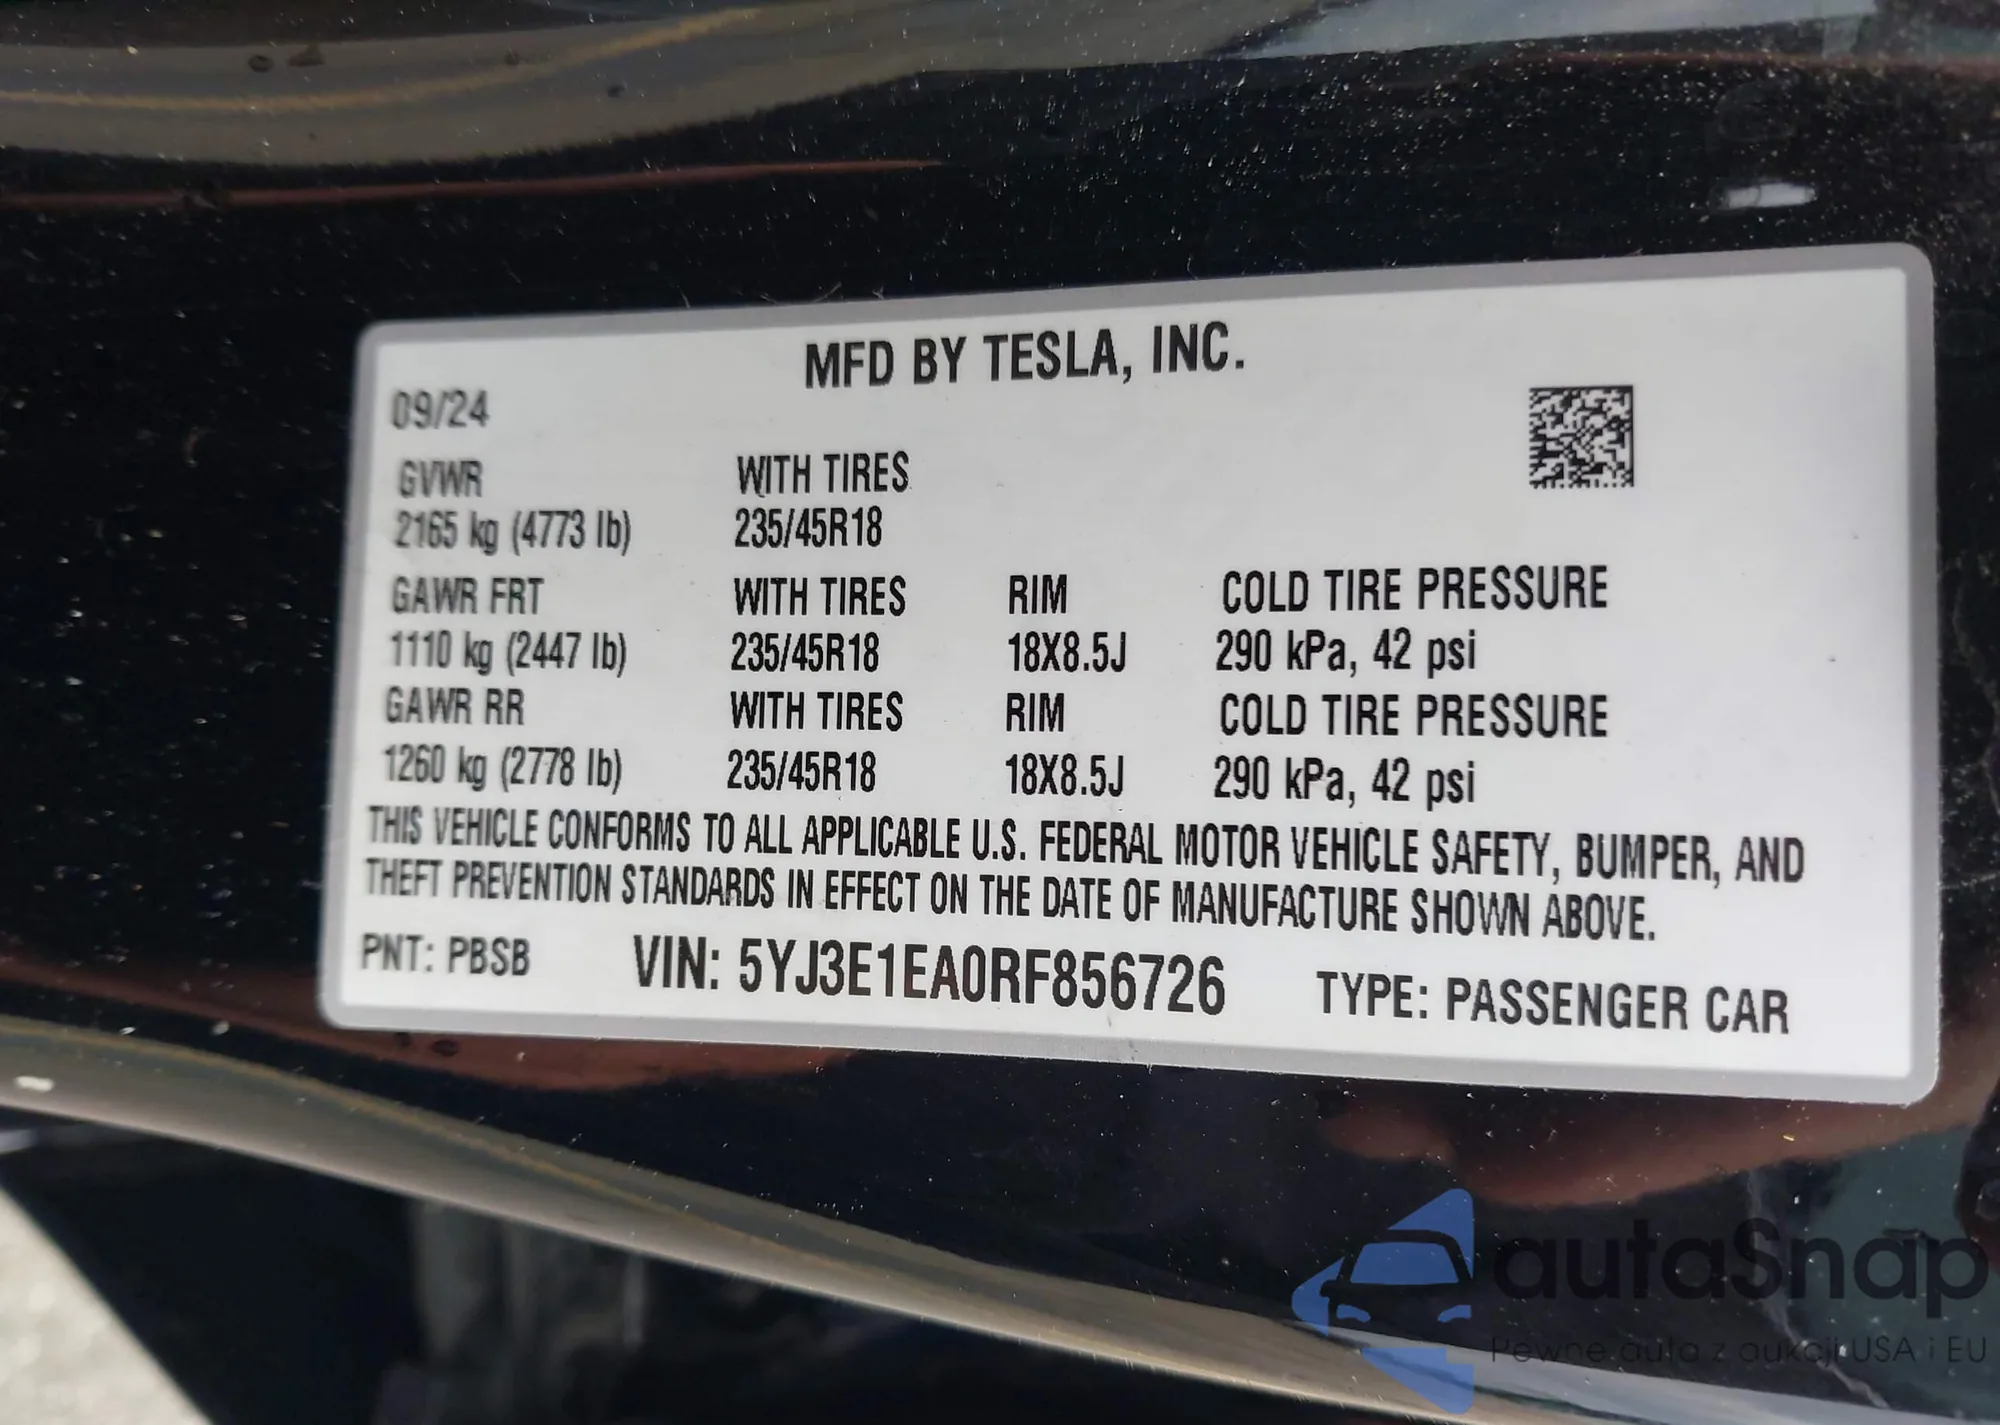 MFD BY TESLA, INC.
09/24
GVWR WITH TIRES
2165 kg (4773 lb) 235/45R18
GAWR FRT WITH TIRES RIM COLD TIRE PRESSURE
1110 kg (2447 lb) 235/45R18 18X8.5J 290 kPa, 42 psi
GAWR RR WITH TIRES RIM COLD TIRE PRESSURE
1260 kg (2778 lb) 235/45R18 18X8.5J 290 kPa, 42 psi
THIS VEHICLE CONFORMS TO ALL APPLICABLE U.S. FEDERAL MOTOR VEHICLE SAFETY, BUMPER, AND
THEFT PREVENTION STANDARDS IN EFFECT ON THE DATE OF MANUFACTURE SHOWN ABOVE.
PNT: PBSB VIN: 5YJ3E1EA0RF856726 TYPE: PASSENGER CAR
autaSnap
Pewne auta z aukcji USA i EU